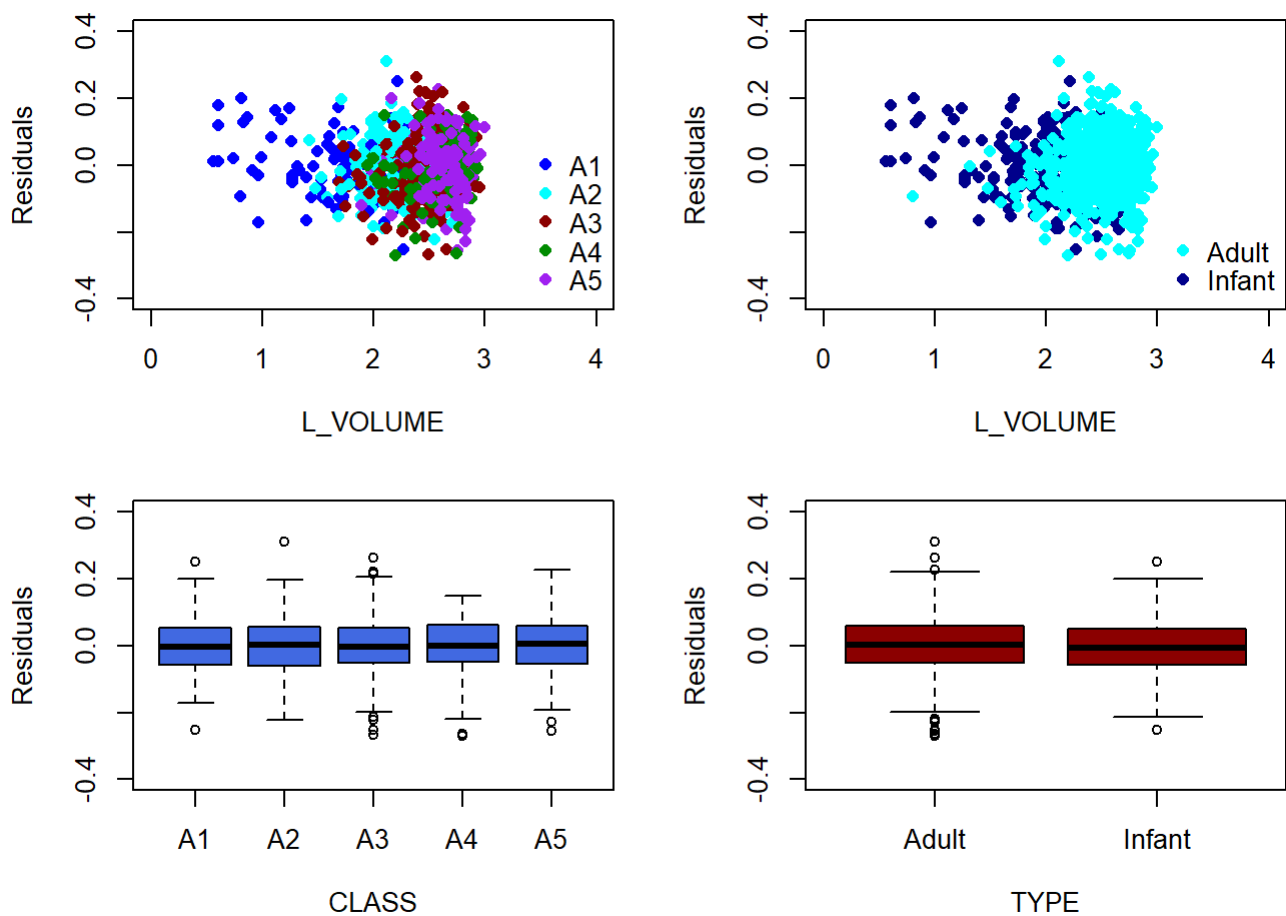 0.4
0.2
0.0
-0.4
Residuals
A1
A2
A3
A4
A5
0 1 2 3 4
L_VOLUME
0.4
0.2
0.0
-0.4
Residuals
Adult
Infant
0 1 2 3 4
L_VOLUME
0.4
0.2
0.0
-0.4
Residuals
A1 A2 A3 A4 A5
CLASS
0.4
0.2
0.0
-0.4
Residuals
Adult Infant
TYPE